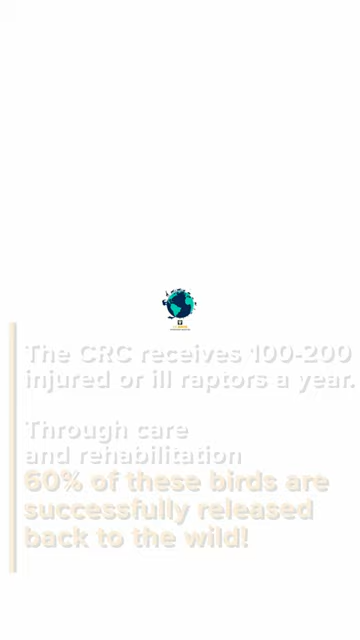 The CRC receives 100-200
injured or ill raptors a year.
Through care
and rehabilitation
60% of these birds are
successfully released
back to the wild!